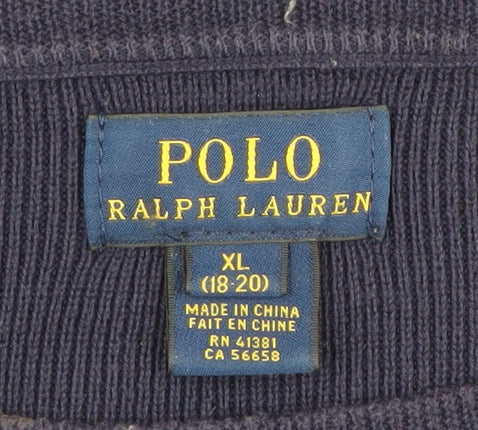 POLO
RALPH LAUREN
XL
(18-20)
MADE IN CHINA
FAIT EN CHINE
RN 41381
CA 56658